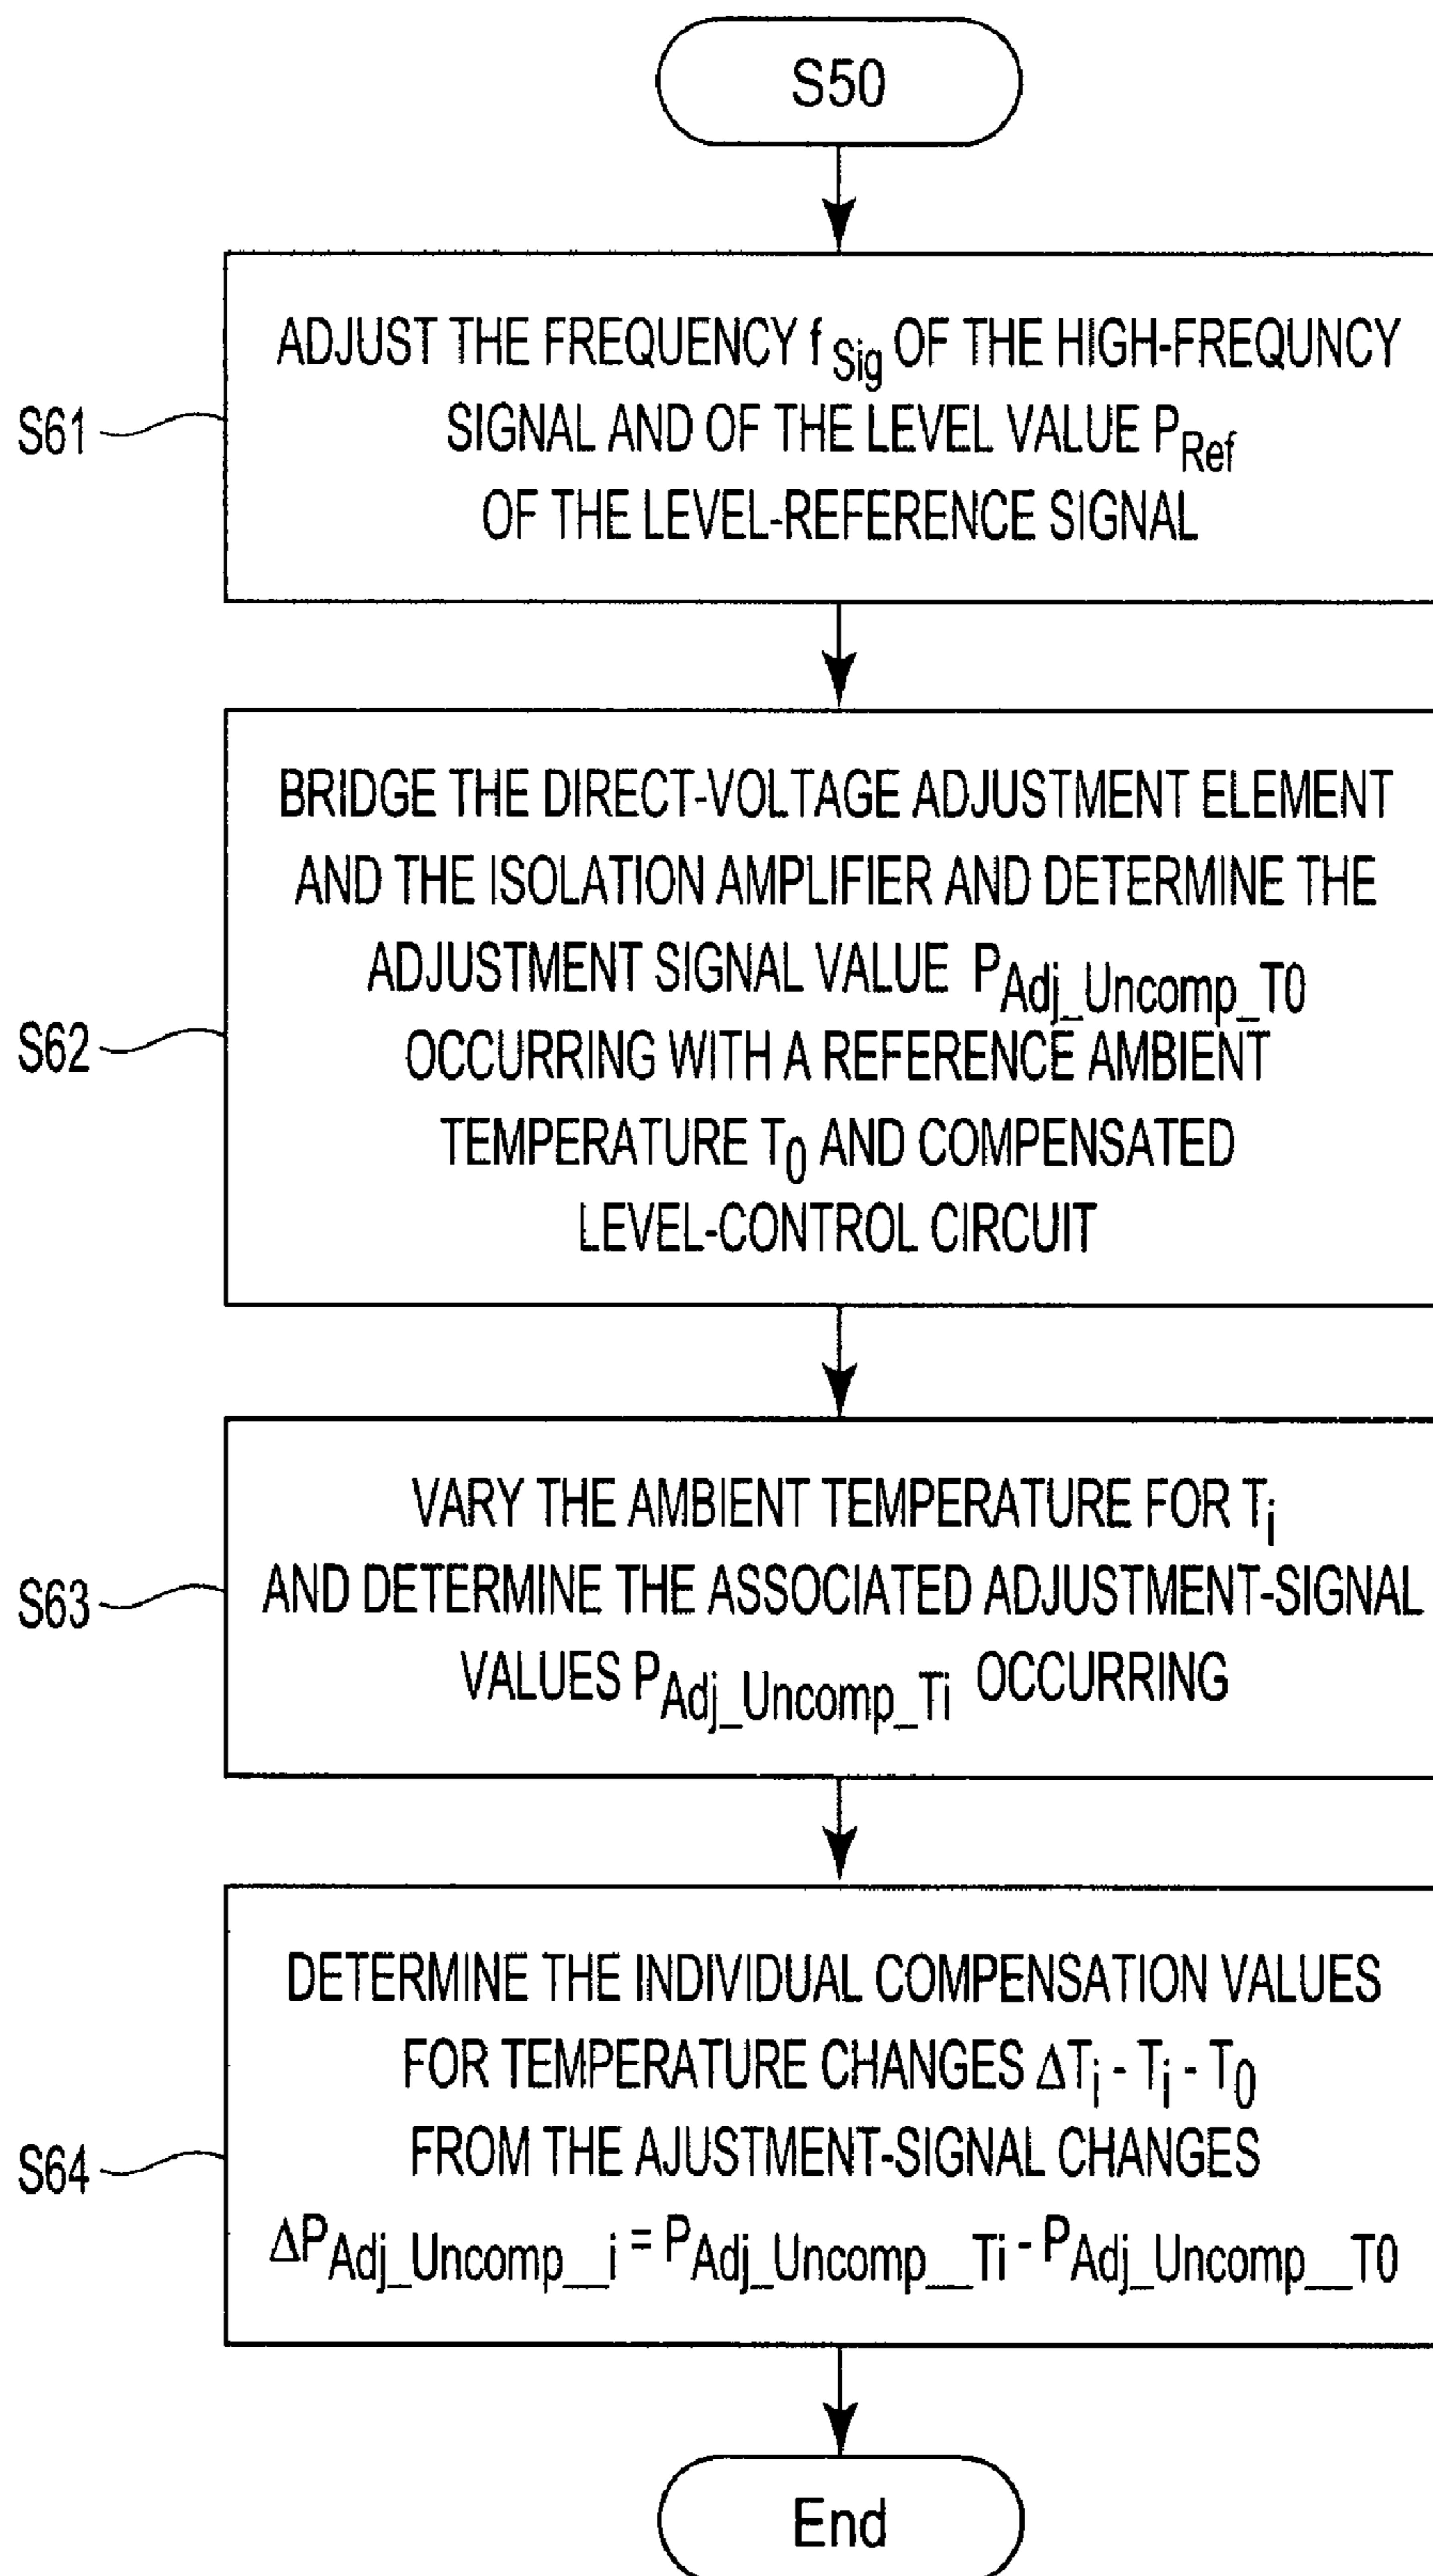 S50
S61
ADJUST THE FREQUENCY fSig OF THE HIGH-FREQUNCY
SIGNAL AND OF THE LEVEL VALUE PRef
OF THE LEVEL-REFERENCE SIGNAL
S62
BRIDGE THE DIRECT-VOLTAGE ADJUSTMENT ELEMENT
AND THE ISOLATION AMPLIFIER AND DETERMINE THE
ADJUSTMENT SIGNAL VALUE PAdj_Uncomp_T0
OCCURRING WITH A REFERENCE AMBIENT
TEMPERATURE T0 AND COMPENSATED
LEVEL-CONTROL CIRCUIT
S63
VARY THE AMBIENT TEMPERATURE FOR Ti
AND DETERMINE THE ASSOCIATED ADJUSTMENT-SIGNAL
VALUES PAdj_Uncomp_Ti OCCURRING
S64
DETERMINE THE INDIVIDUAL COMPENSATION VALUES
FOR TEMPERATURE CHANGES ΔTi - Ti - T0
FROM THE AJUSTMENT-SIGNAL CHANGES
ΔPAdj_Uncomp__i = PAdj_Uncomp__Ti - PAdj_Uncomp__T0
End